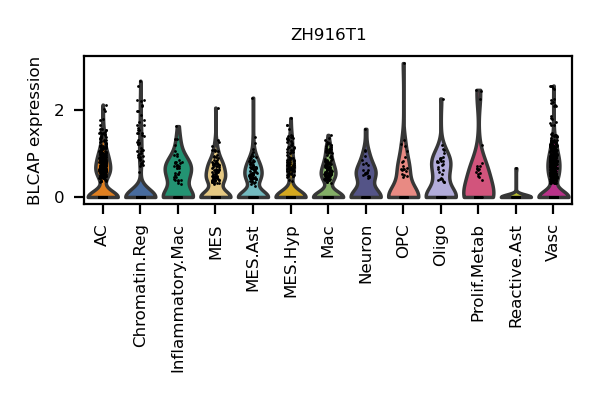 ZH916T1
BLCAP expression
2
0
AC
Chromatin.Reg
Inflammatory.Mac
MES
MES.Ast
MES.Hyp
Mac
Neuron
OPC
Oligo
Prolif.Metab
Reactive.Ast
Vasc